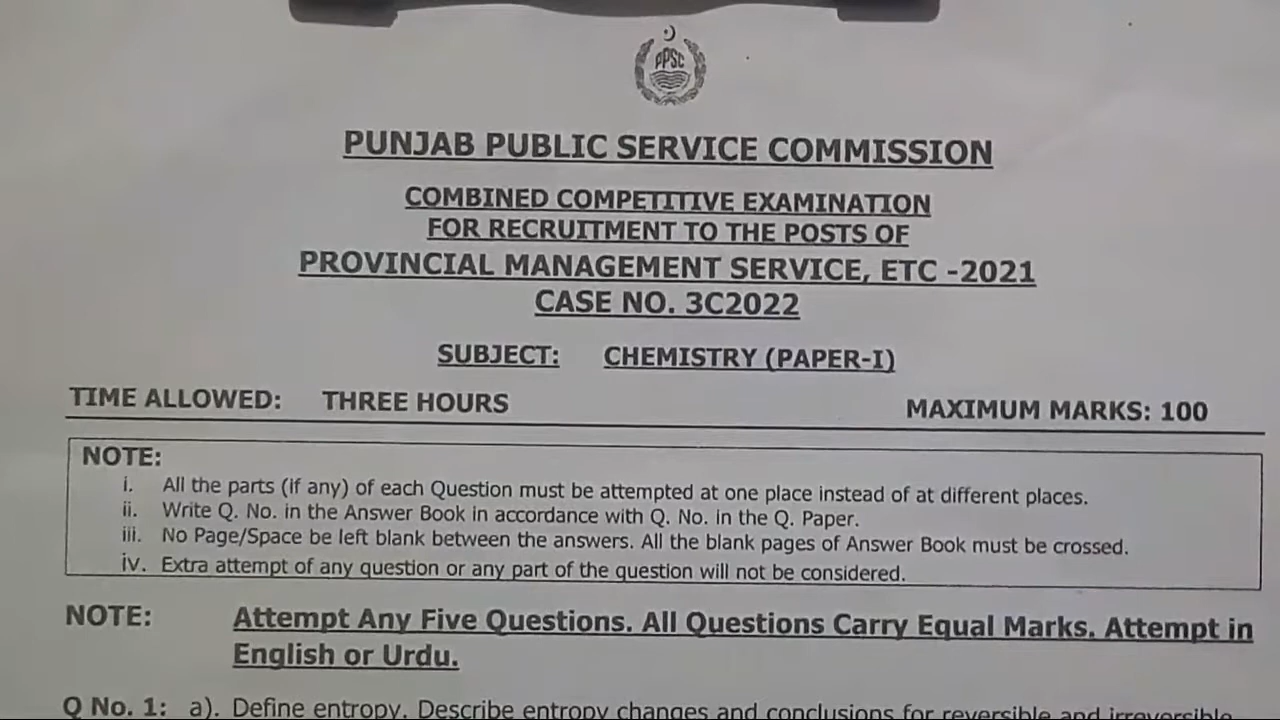 PPSC
PUNJAB PUBLIC SERVICE COMMISSION
COMBINED COMPETITIVE EXAMINATION
FOR RECRUITMENT TO THE POSTS OF
PROVINCIAL MANAGEMENT SERVICE, ETC -2021
CASE NO. 3C2022
SUBJECT: CHEMISTRY (PAPER-I)
TIME ALLOWED: THREE HOURS MAXIMUM MARKS: 100
NOTE:
i. All the parts (if any) of each Question must be attempted at one place instead of at different places.
ii. Write Q. No. in the Answer Book in accordance with Q. No. in the Q. Paper.
iii. No Page/Space be left blank between the answers. All the blank pages of Answer Book must be crossed.
iv. Extra attempt of any question or any part of the question will not be considered.
NOTE: Attempt Any Five Questions. All Questions Carry Equal Marks. Attempt in
English or Urdu.
Q No. 1: a). Define entropy. Describe entropy changes and conclusions for reversible and irreversible